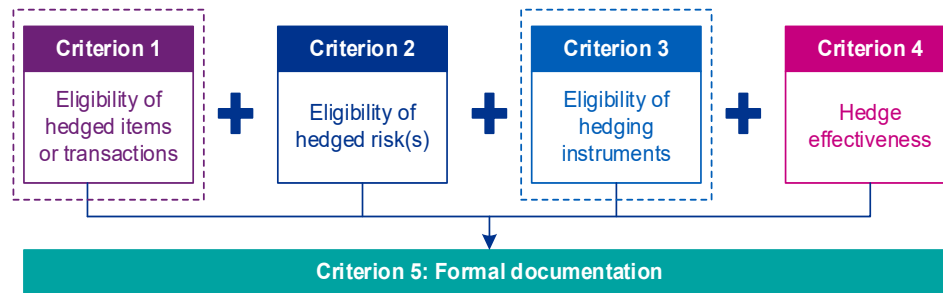 Criterion 1
Eligibility of
hedged items
or transactions
Criterion 2
Eligibility of
hedged risk(s)
Criterion 3
Eligibility of
hedging
instruments
Criterion 4
Hedge
effectiveness
Criterion 5: Formal documentation